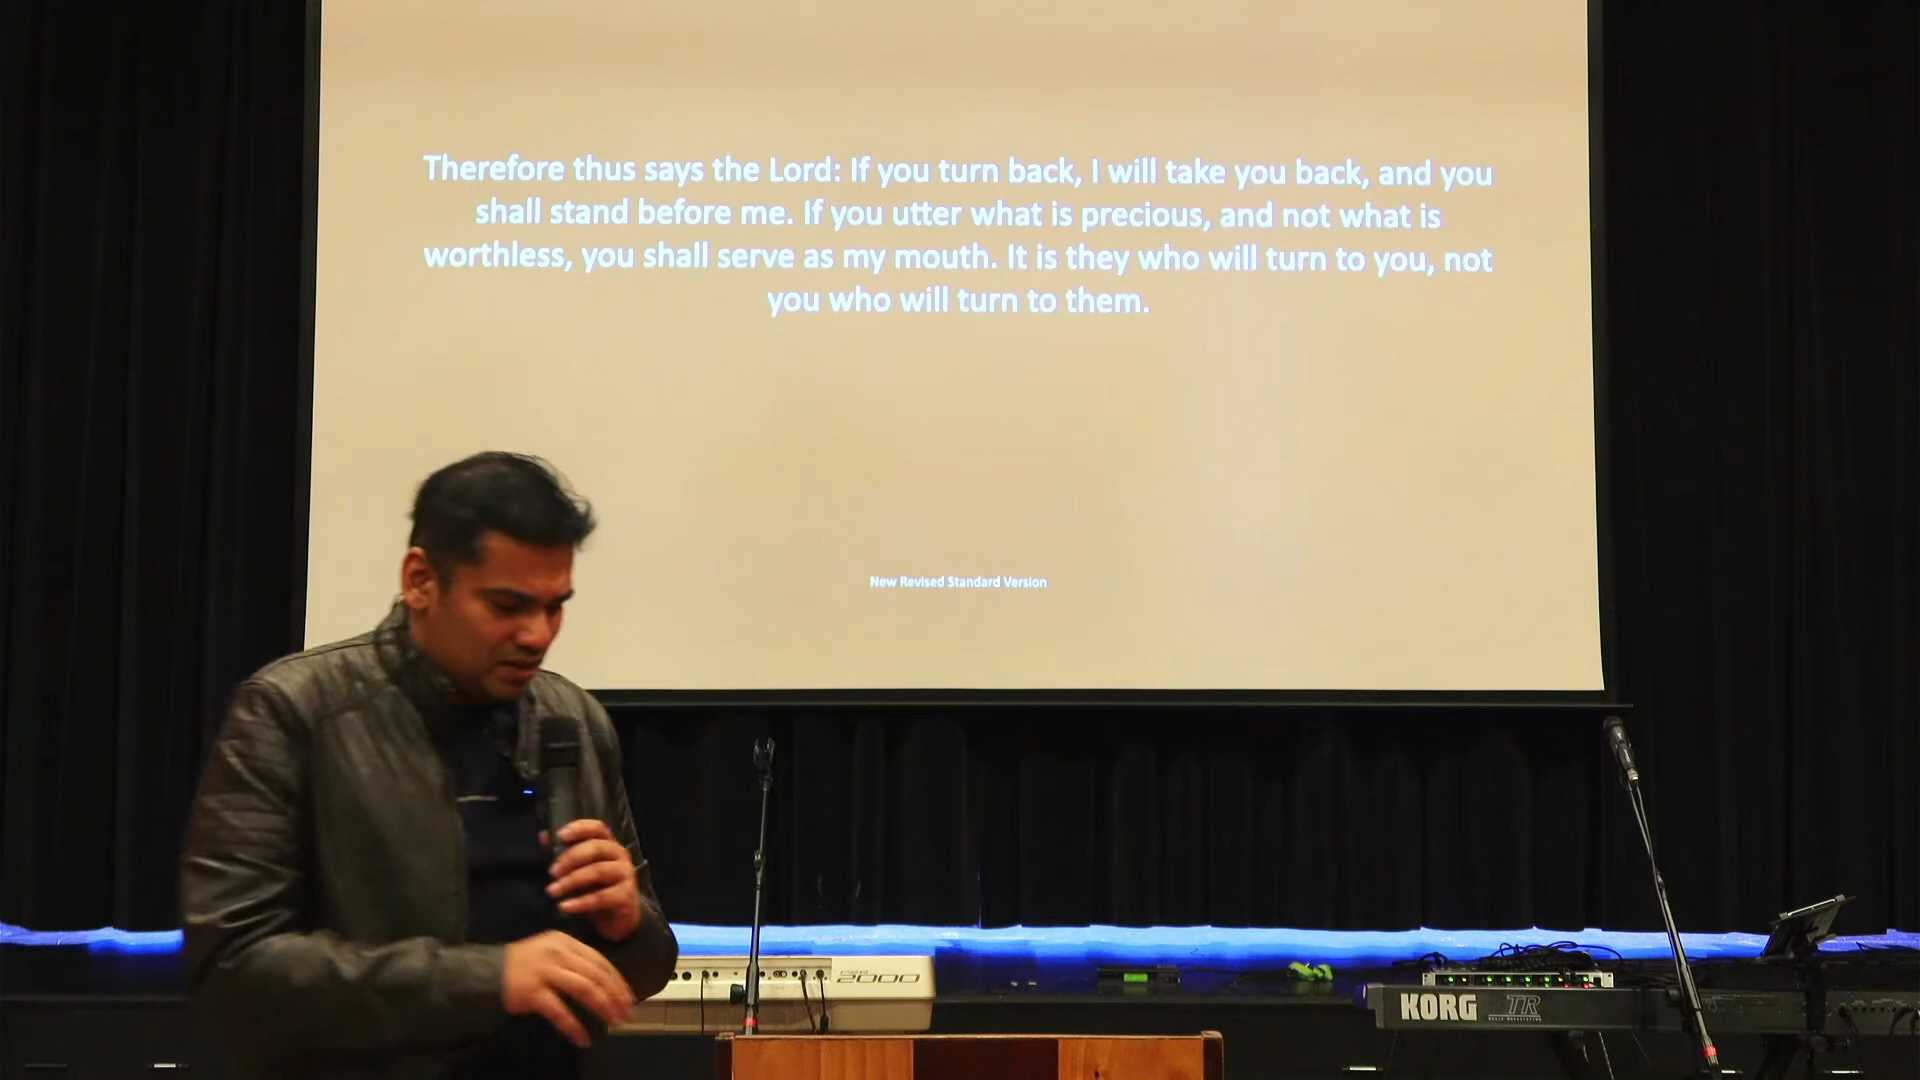 Therefore thus says the Lord: If you turn back, I will take you back, and you
shall stand before me. If you utter what is precious, and not what is
worthless, you shall serve as my mouth. It is they who will turn to you, not
you who will turn to them.
New Revised Standard Version
2000
KORG TR